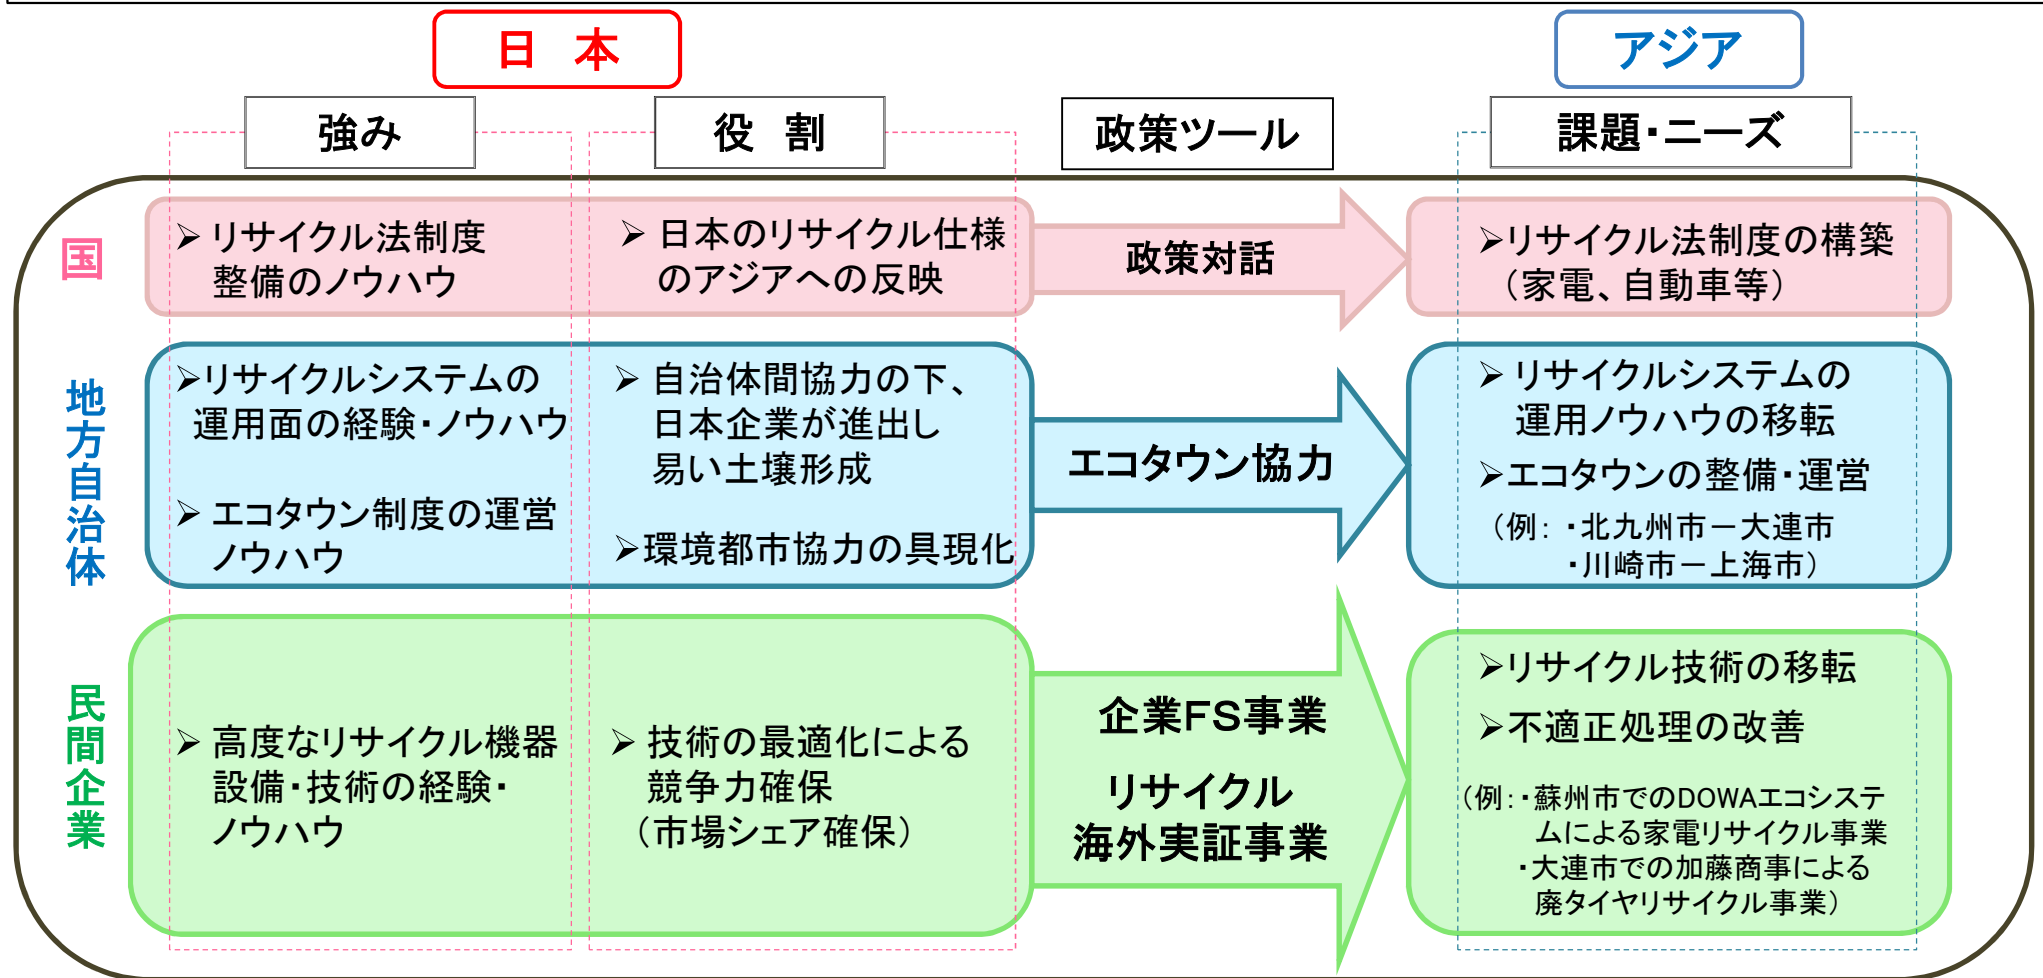 日 本
アジア
強み
役 割
政策ツール
課題・ニーズ
国
➢ リサイクル法制度
整備のノウハウ
➢ 日本のリサイクル仕様
のアジアへの反映
政策対話
➢リサイクル法制度の構築
（家電、自動車等）
地方自治体
➢リサイクルシステムの
運用面の経験・ノウハウ
➢ エコタウン制度の運営
ノウハウ
➢ 自治体間協力の下、
日本企業が進出し
易い土壌形成
➢環境都市協力の具現化
エコタウン協力
➢ リサイクルシステムの
運用ノウハウの移転
➢エコタウンの整備・運営
（例： ・北九州市－大連市
・川崎市－上海市）
民間企業
➢ 高度なリサイクル機器
設備・技術の経験・
ノウハウ
➢ 技術の最適化による
競争力確保
（市場シェア確保）
企業FS事業
リサイクル
海外実証事業
➢リサイクル技術の移転
➢不適正処理の改善
（例：・蘇州市でのDOWAエコシステ
ムによる家電リサイクル事業
・大連市での加藤商事による
廃タイヤリサイクル事業）